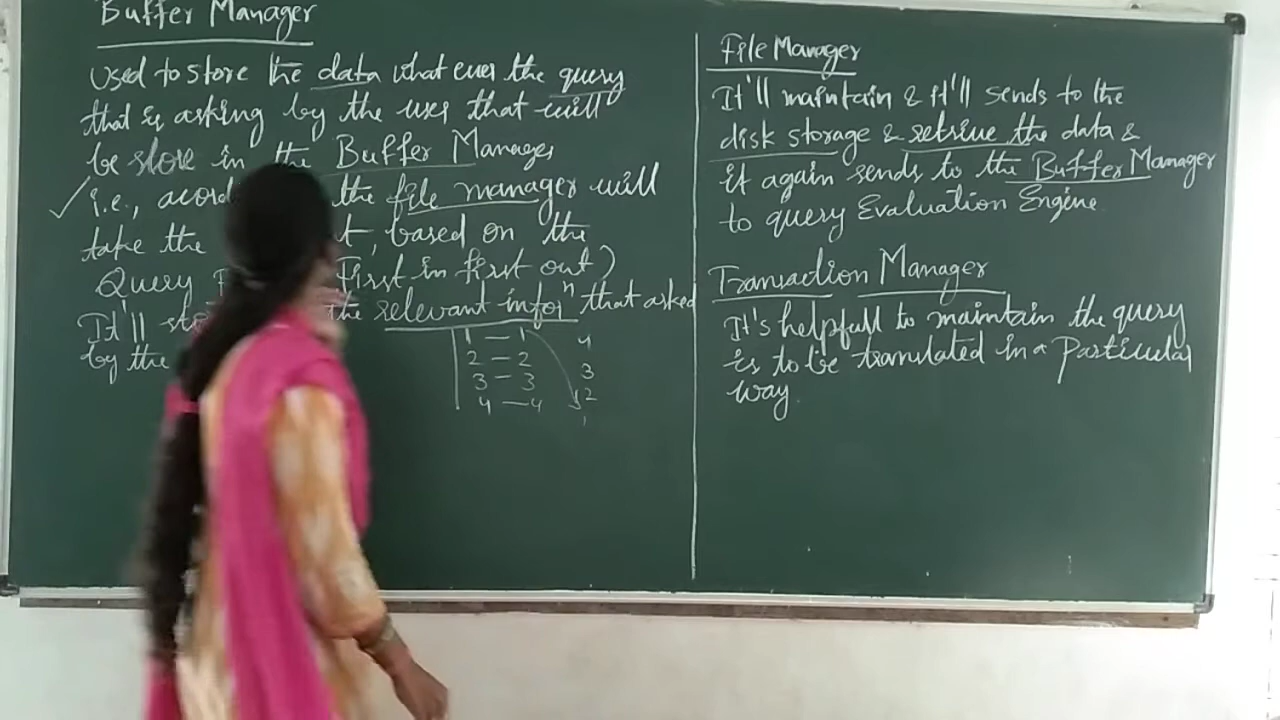 Buffer Manager
Used to store the data what ever the query
that is asking by the user that will
be store in the Buffer Manager
i.e., acord the file manager will
take the t, based on the
Query First in first out)
It'll the relevant infoⁿ that asked
by the
1 — 1 4
2 — 2 3
3 — 3 2
4 — 4 1
File Manager
It'll maintain & it'll sends to the
disk storage & retrive the data &
it again sends to the Buffer Manager
to query Evaluation Engine
Transaction Manager
It's helpfull to maintain the query
is to be translated in a particular
way.